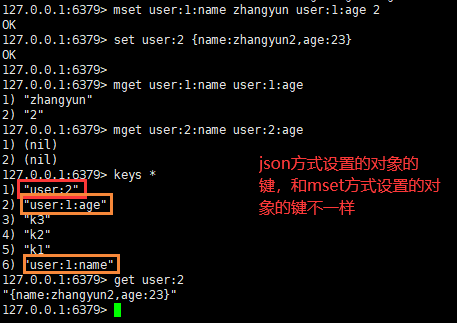 127.0.0.1:6379> mset user:1:name zhangyun user:1:age 2
OK
127.0.0.1:6379> set user:2 {name:zhangyun2,age:23}
OK
127.0.0.1:6379>
127.0.0.1:6379> mget user:1:name user:1:age
1) "zhangyun"
2) "2"
127.0.0.1:6379> mget user:2:name user:2:age
1) (nil)
2) (nil)
127.0.0.1:6379> keys *
1) "user:2"
2) "user:1:age"
3) "k3"
4) "k2"
5) "k1"
6) "user:1:name"
json方式设置的对象的
键，和mset方式设置的对
象的键不一样
127.0.0.1:6379> get user:2
"{name:zhangyun2,age:23}"
127.0.0.1:6379>